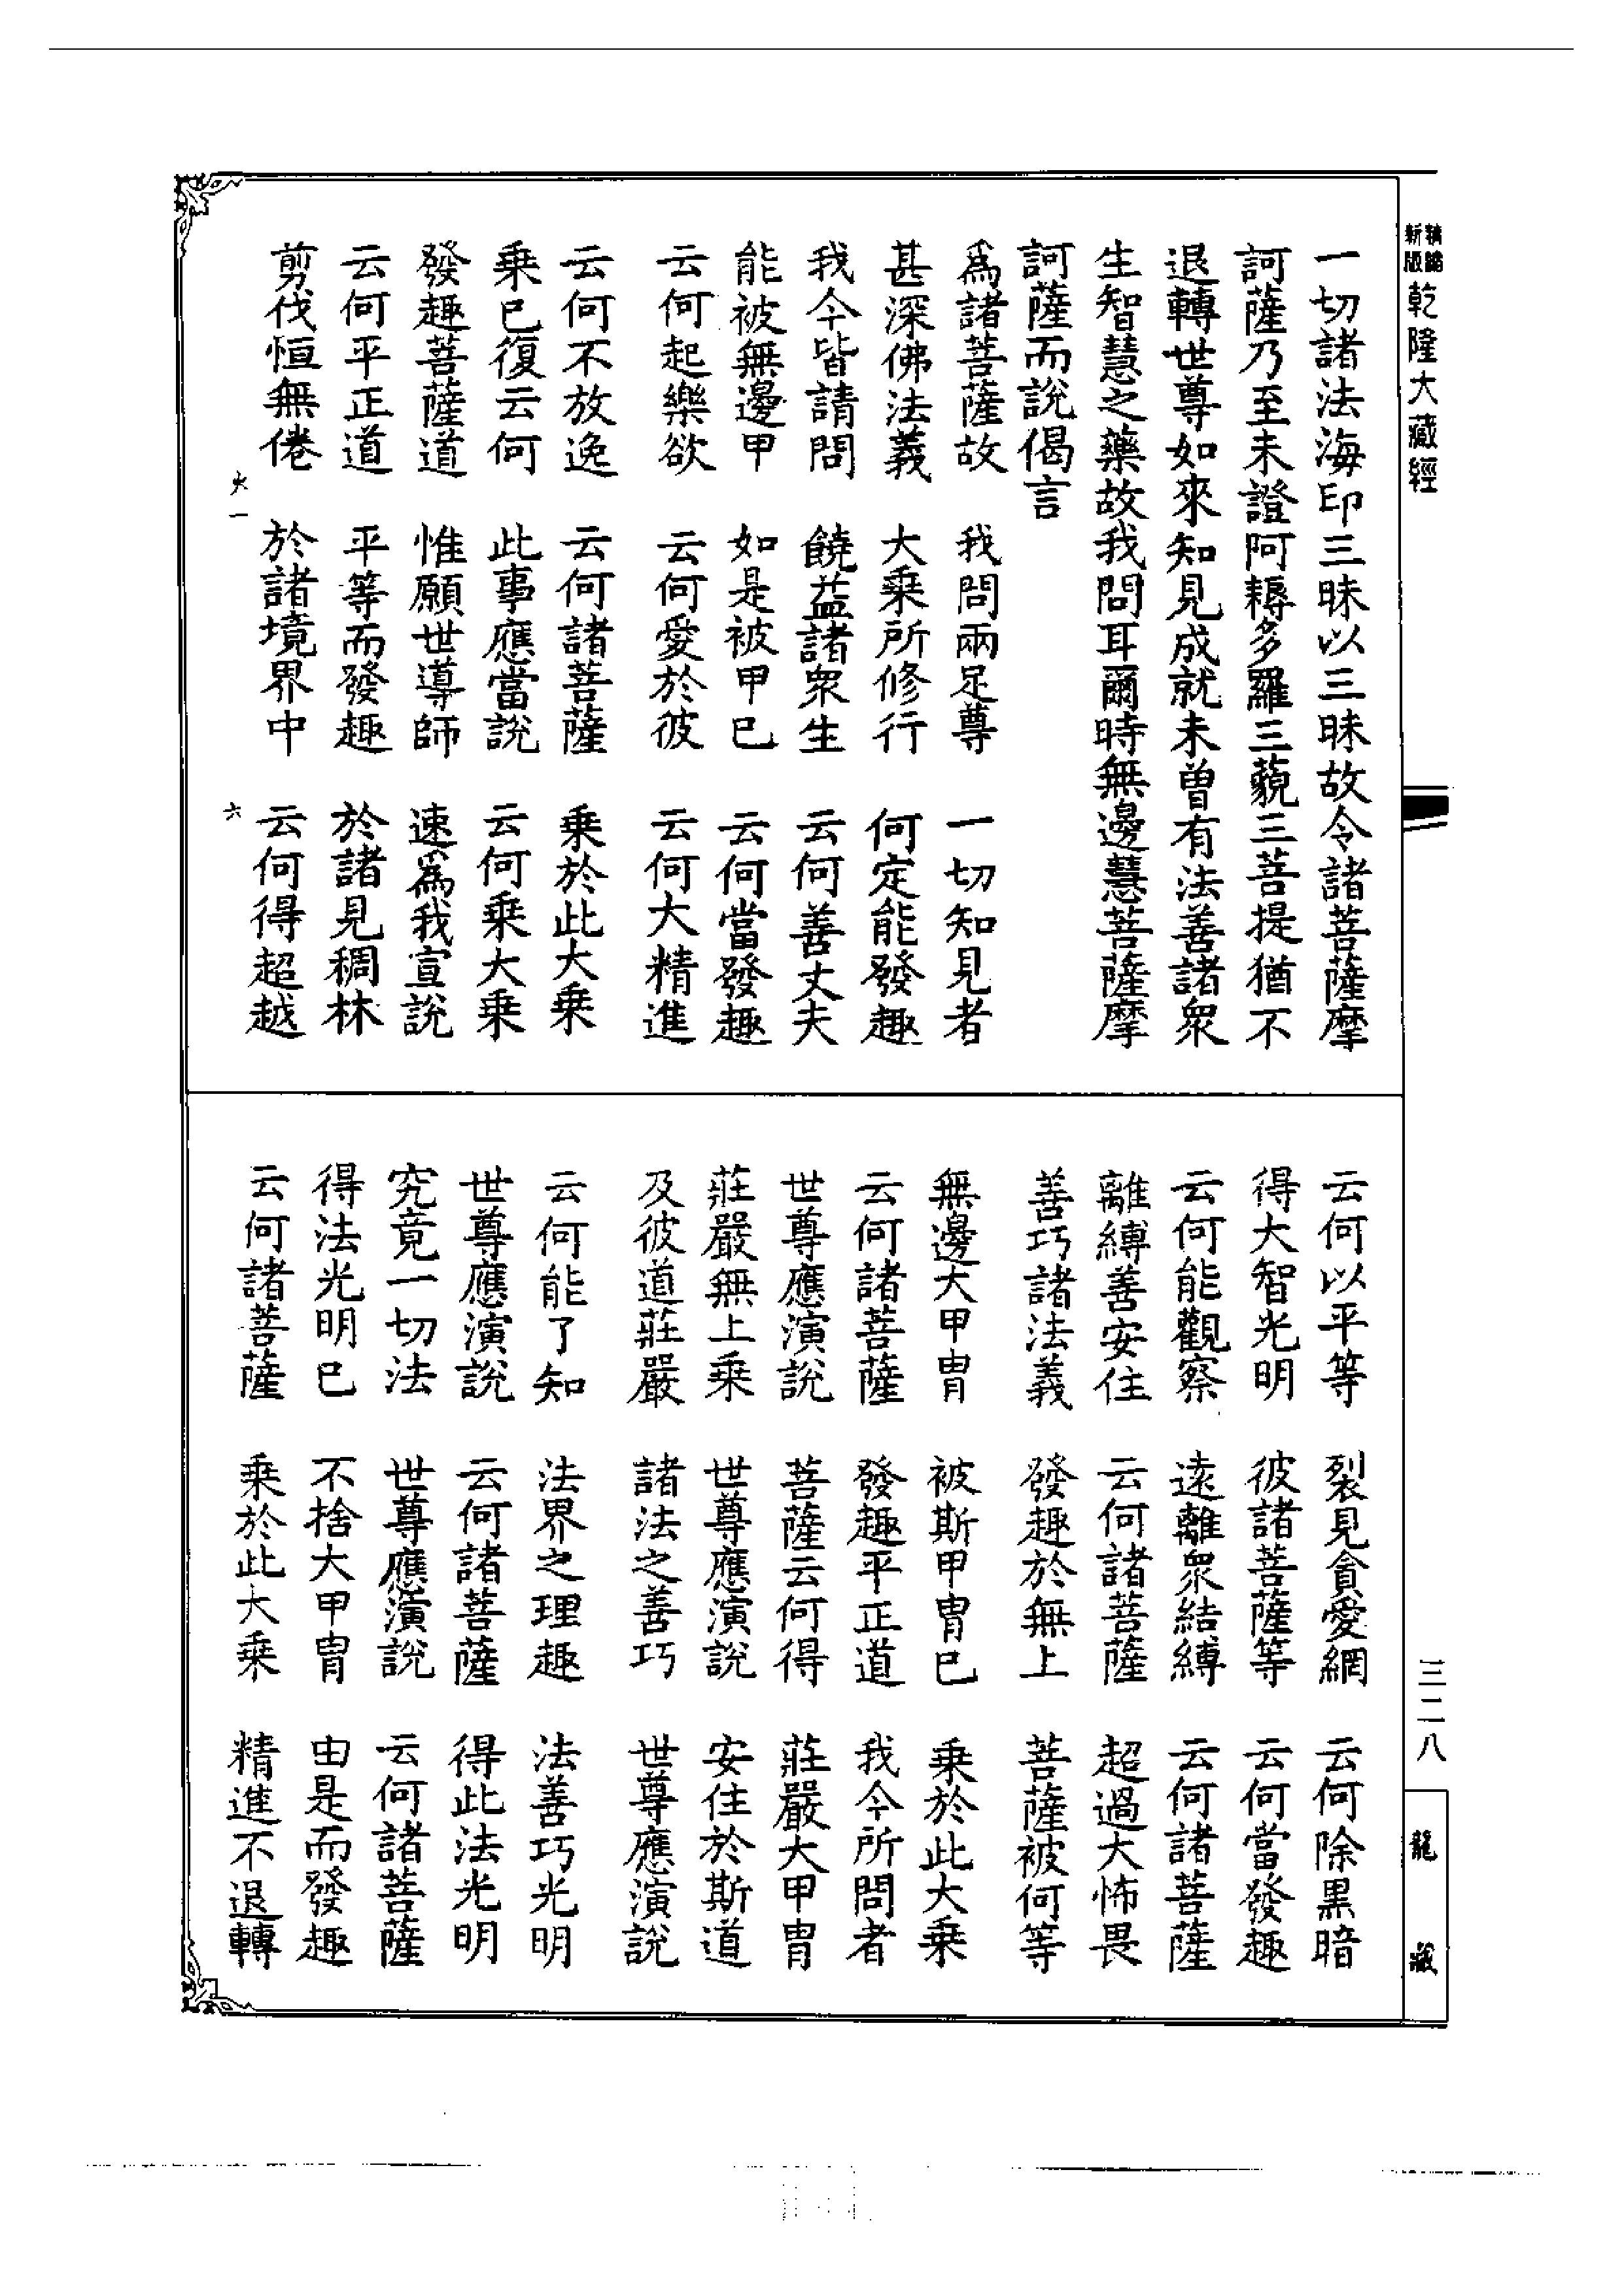 精編新版乾隆大藏經
一切諸法海印三昧以三昧故令諸菩薩摩
訶薩乃至未證阿耨多羅三藐三菩提猶不
退轉世尊如來知見成就未曾有法善諸衆
生智慧之藥故我問耳爾時無邊慧菩薩摩
訶薩而說偈言
爲諸菩薩故 我問兩足尊 一切知見者
甚深佛法義 大乘所修行 何定能發趣
我今皆請問 饒益諸衆生 云何善丈夫
能被無邊甲 如是被甲已 云何當發趣
云何起樂欲 云何愛於彼 云何大精進
云何不放逸 云何諸菩薩 乘於此大乘
乘已復云何 此事應當說 云何乘大乘
發趣菩薩道 惟願世導師 速爲我宣說
云何平正道 平等而發趣 於諸見稠林
剪伐恒無倦 於諸境界中 云何得超越
火一 六
云何以平等 裂見貪愛網 云何除黑暗
得大智光明 彼諸菩薩等 云何當發趣
云何能觀察 遠離衆結縛 云何諸菩薩
離縛善安住 云何諸菩薩 超過大怖畏
善巧諸法義 發趣於無上 菩薩被何等
無邊大甲冑 被斯甲冑已 乘於此大乘
云何諸菩薩 發趣平正道 我今所問者
世尊應演說 菩薩云何得 莊嚴大甲冑
莊嚴無上乘 世尊應演說 安住於斯道
及彼道莊嚴 諸法之善巧 世尊應演說
云何能了知 法界之理趣 法善巧光明
世尊應演說 云何諸菩薩 得此法光明
究竟一切法 世尊應演說 云何諸菩薩
得法光明已 不捨大甲冑 由是而發趣
云何諸菩薩 乘於此大乘 精進不退轉
三二八
龍藏